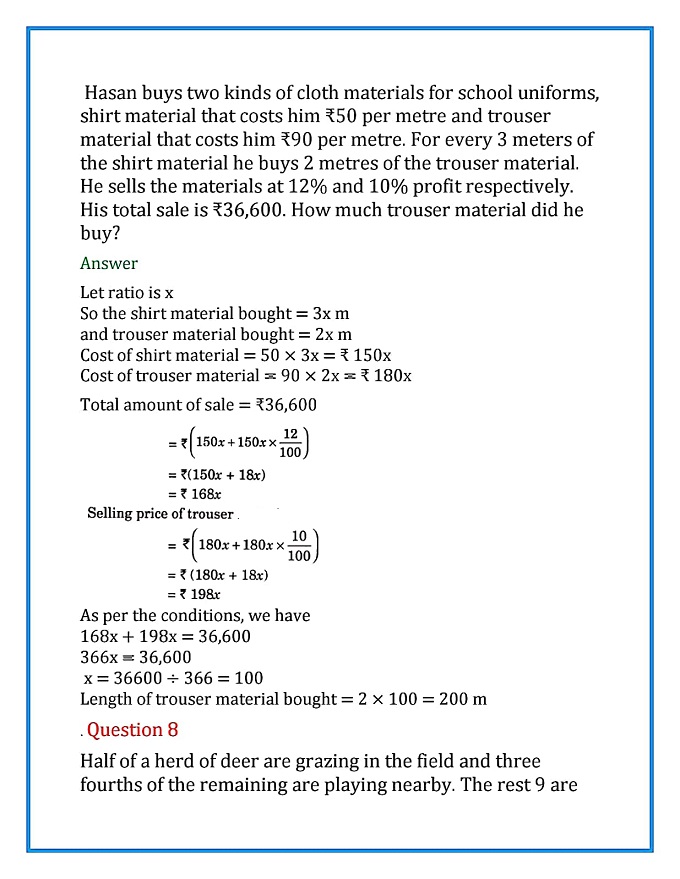 Hasan buys two kinds of cloth materials for school uniforms,
shirt material that costs him ₹50 per metre and trouser
material that costs him ₹90 per metre. For every 3 meters of
the shirt material he buys 2 metres of the trouser material.
He sells the materials at 12% and 10% profit respectively.
His total sale is ₹36,600. How much trouser material did he
buy?
Answer
Let ratio is x
So the shirt material bought = 3x m
and trouser material bought = 2x m
Cost of shirt material = 50 × 3x = ₹ 150x
Cost of trouser material = 90 × 2x = ₹ 180x
Total amount of sale = ₹36,600
= ₹(150x + 150x × 12/100)
= ₹(150x + 18x)
= ₹ 168x
Selling price of trouser .
= ₹(180x + 180x × 10/100)
= ₹ (180x + 18x)
= ₹ 198x
As per the conditions, we have
168x + 198x = 36,600
366x = 36,600
x = 36600 ÷ 366 = 100
Length of trouser material bought = 2 × 100 = 200 m
. Question 8
Half of a herd of deer are grazing in the field and three
fourths of the remaining are playing nearby. The rest 9 are